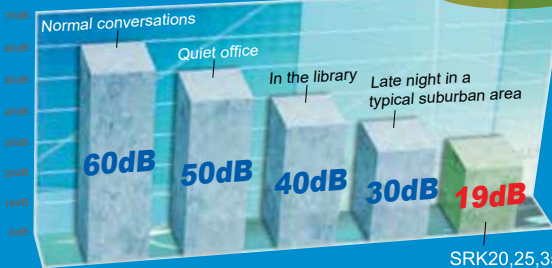 Normal conversations
Quiet office
In the library
Late night in a
typical suburban area
60dB
50dB
40dB
30dB
19dB
SRK20,25,3